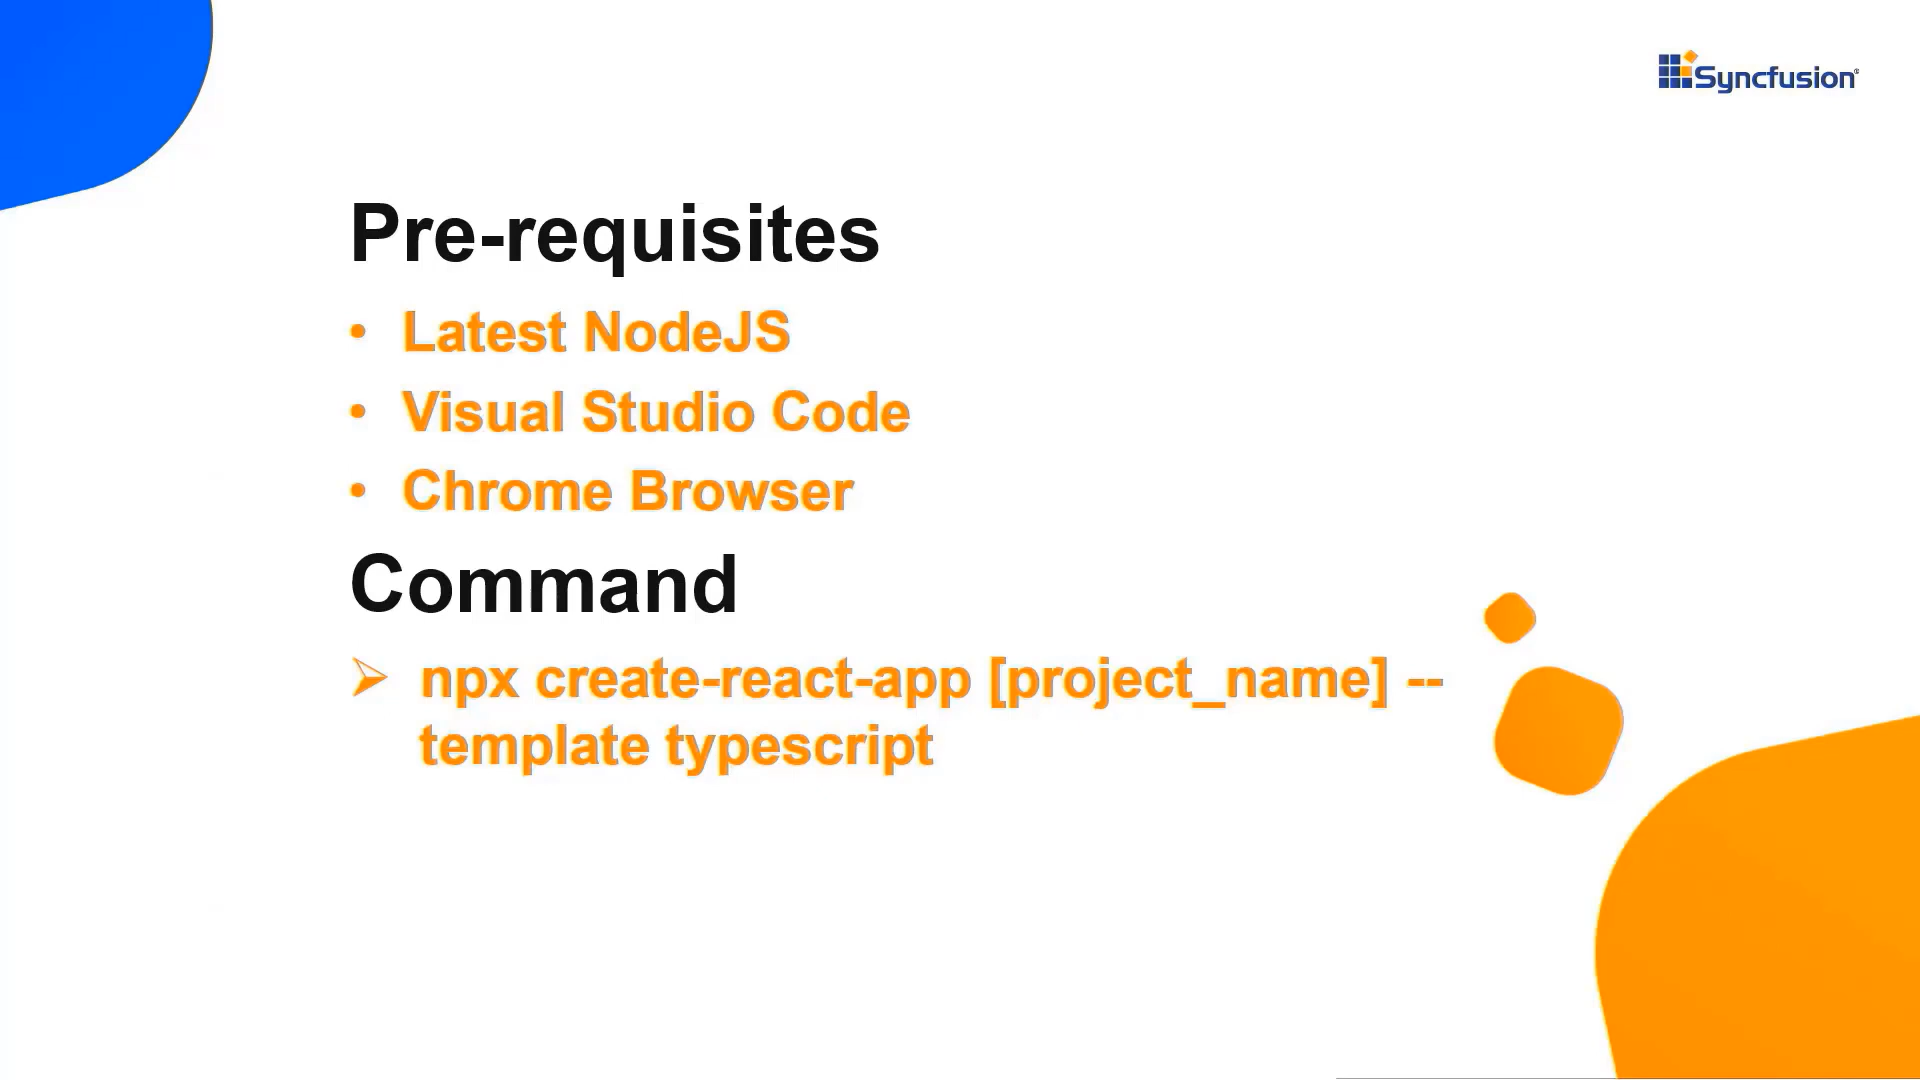 Syncfusion®
Pre-requisites
• Latest NodeJS
• Visual Studio Code
• Chrome Browser
Command
➢ npx create-react-app [project_name] --
template typescript